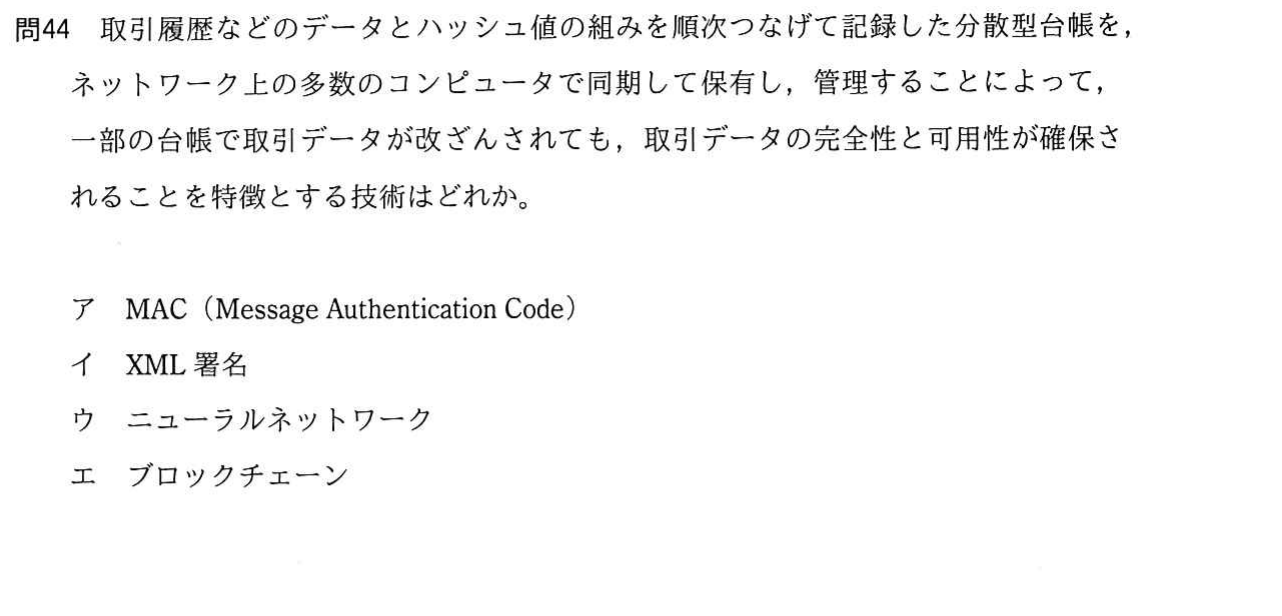 問44 取引履歴などのデータとハッシュ値の組みを順次つなげて記録した分散型台帳を，
ネットワーク上の多数のコンピュータで同期して保有し，管理することによって，
一部の台帳で取引データが改ざんされても，取引データの完全性と可用性が確保さ
れることを特徴とする技術はどれか。
ア MAC（Message Authentication Code）
イ XML 署名
ウ ニューラルネットワーク
エ ブロックチェーン